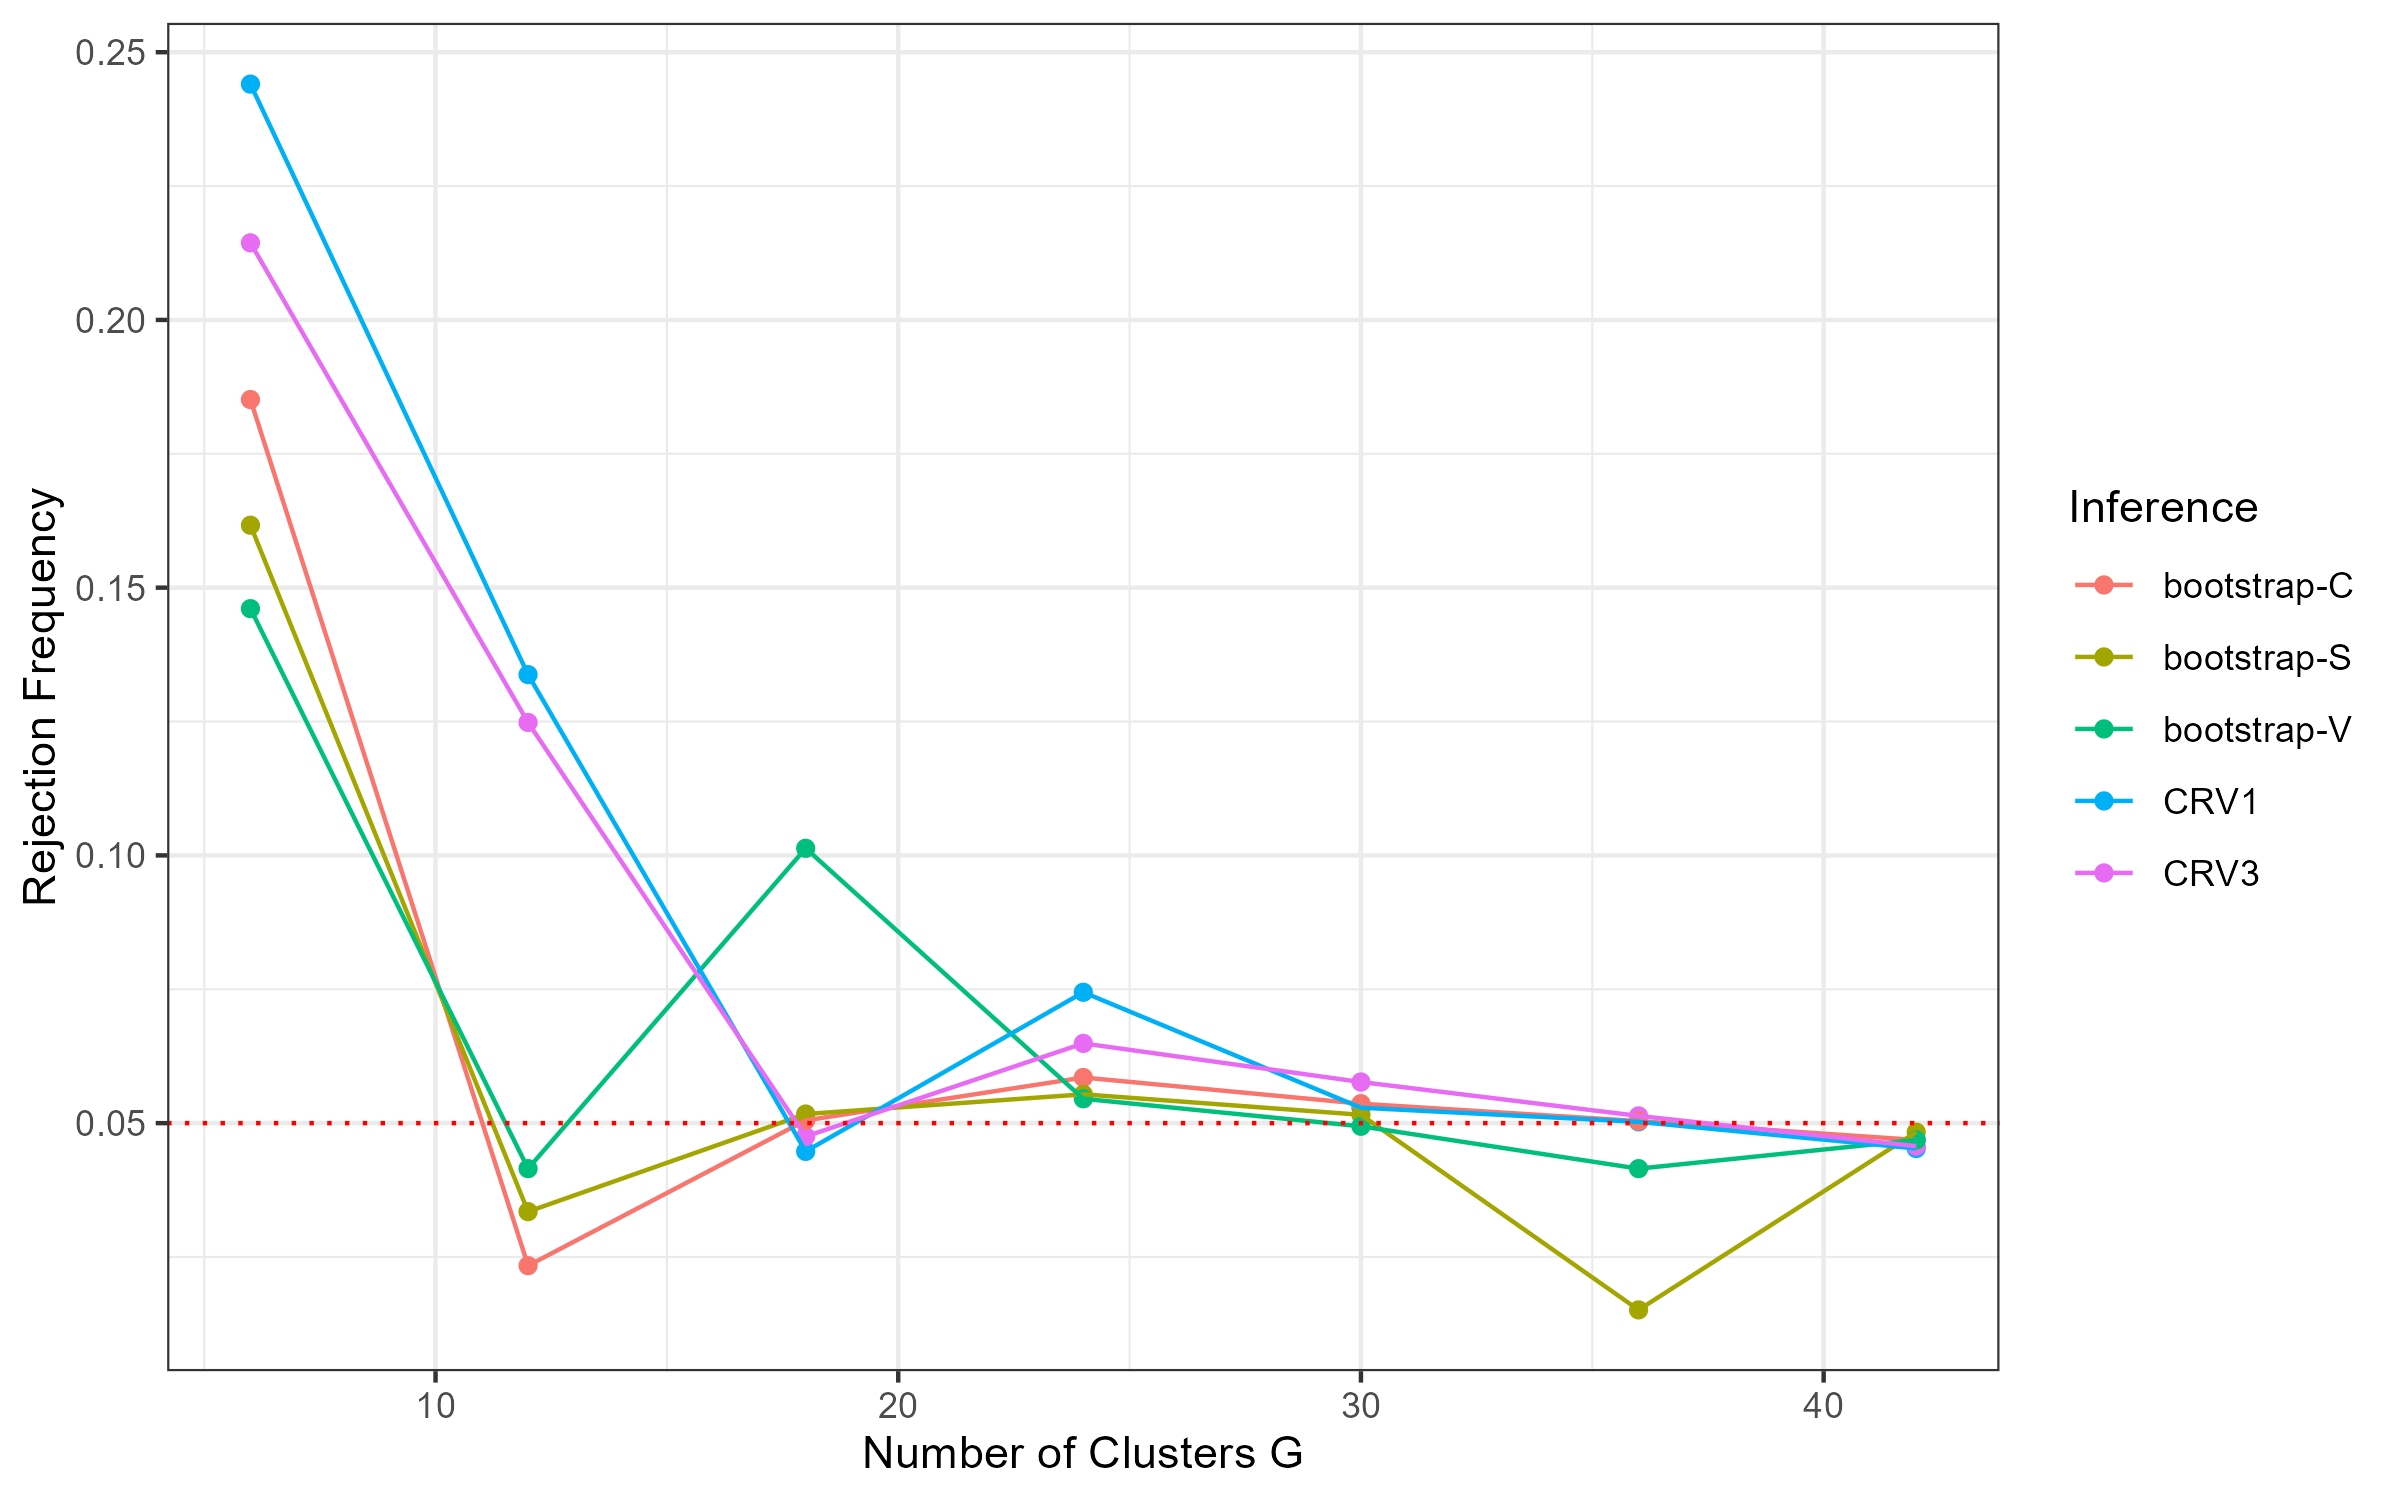 0.25
0.20
0.15
0.10
0.05
Rejection Frequency
10
20
30
40
Number of Clusters G
Inference
bootstrap-C
bootstrap-S
bootstrap-V
CRV1
CRV3